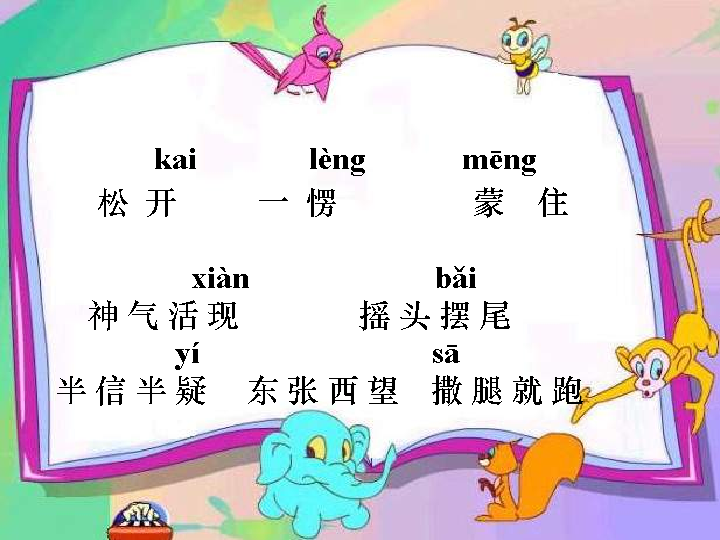 kai lèng mēng
松 开 一 愣 蒙 住
xiàn bǎi
神 气 活 现 摇 头 摆 尾
yí sā
半 信 半 疑 东 张 西 望 撒 腿 就 跑